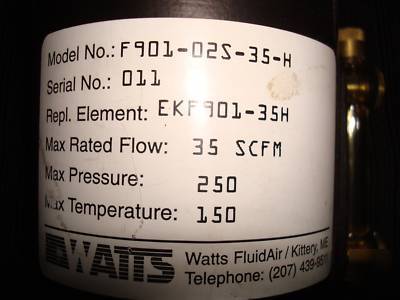 Model No.: F901-02S-35-H
Serial No.: 011
Repl. Element: EKF901-35H
Max Rated Flow: 35 SCFM
Max Pressure: 250
Max Temperature: 150
WATTS
Watts FluidAir / Kittery, ME
Telephone: (207)